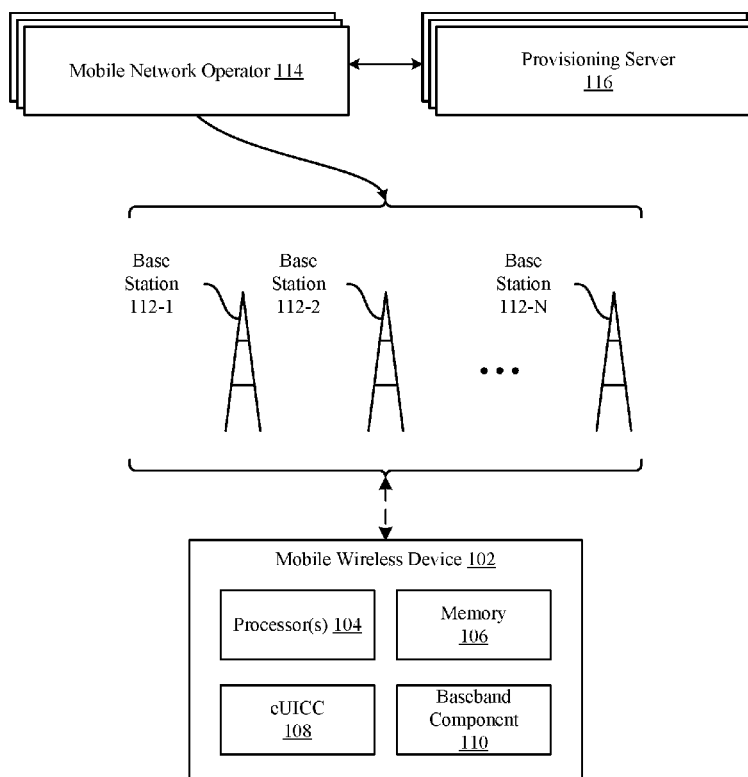 Mobile Network Operator 114
Provisioning Server
116
Base
Station
112-1
Base
Station
112-2
Base
Station
112-N
Mobile Wireless Device 102
Processor(s) 104
Memory
106
eUICC
108
Baseband
Component
110